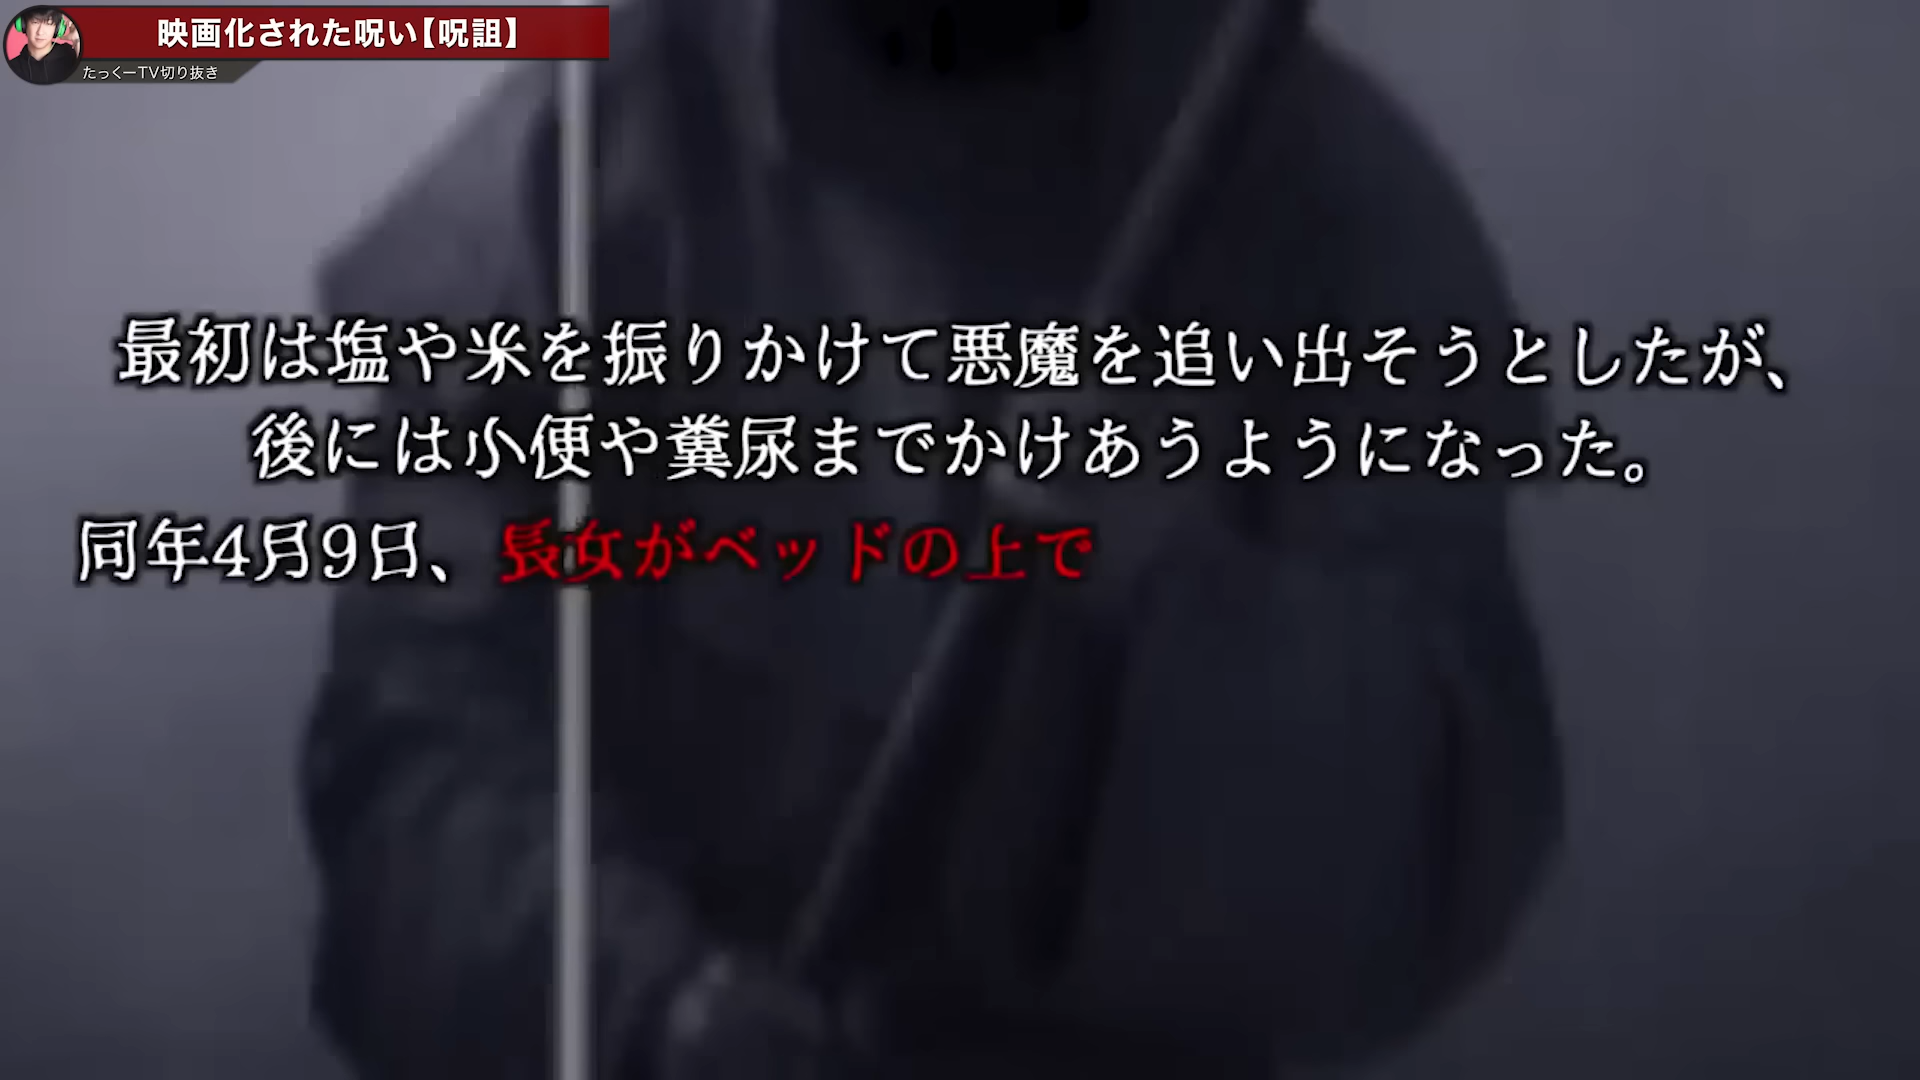 映画化された呪い【呪詛】
たっくーTV切り抜き
最初は塩や米を振りかけて悪魔を追い出そうとしたが、
後には小便や糞尿までかけあうようになった。
同年4月9日、長女がベッドの上で